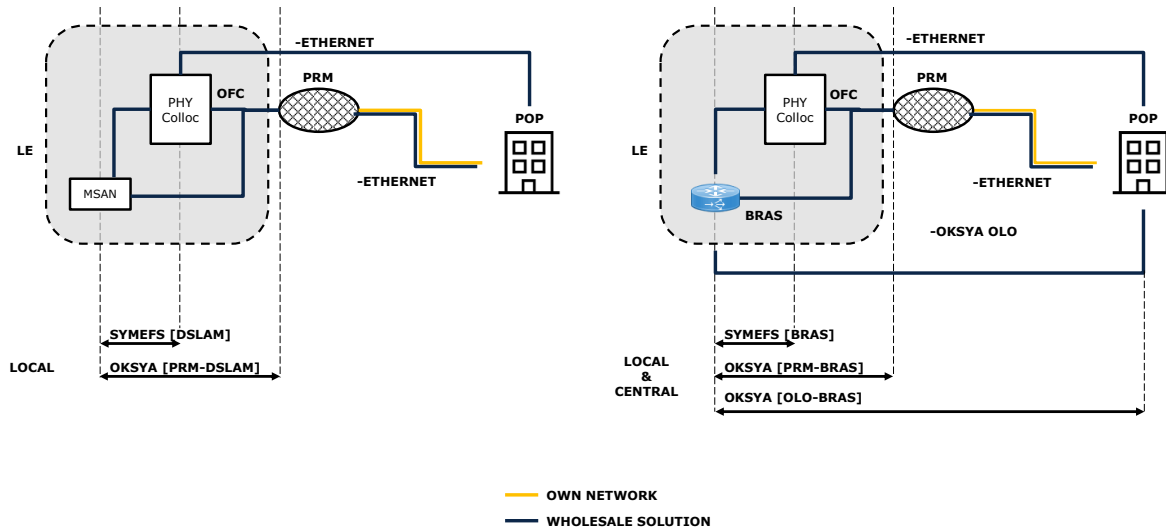 -ETHERNET
PHY
Colloc
OFC
PRM
POP
LE
MSAN
-ETHERNET
SYMEFS [DSLAM]
LOCAL
OKSYA [PRM-DSLAM]
-ETHERNET
PHY
Colloc
OFC
PRM
POP
LE
BRAS
-ETHERNET
-OKSYA OLO
SYMEFS [BRAS]
LOCAL
&
CENTRAL
OKSYA [PRM-BRAS]
OKSYA [OLO-BRAS]
OWN NETWORK
WHOLESALE SOLUTION